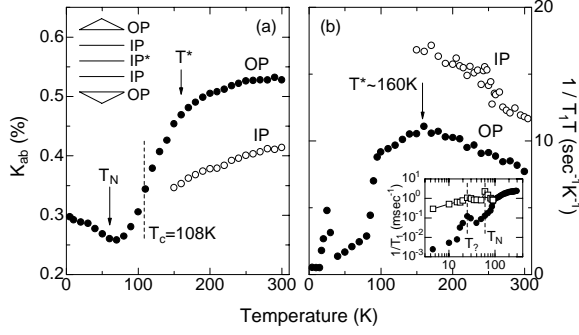 (a)
OP
IP
IP*
IP
OP
T*
OP
IP
T_N
T_c=108K
K_ab (%)
0.6
0.5
0.4
0.3
0.2
0
100
200
300
(b)
IP
T*~160K
OP
1/T_1 (msec^-1)
10^1
10^0
10^-1
10^-2
10^-3
T_?
T_N
10
100
0
100
200
300
20
10
0
1 / T_1T (sec^-1K^-1)
Temperature (K)